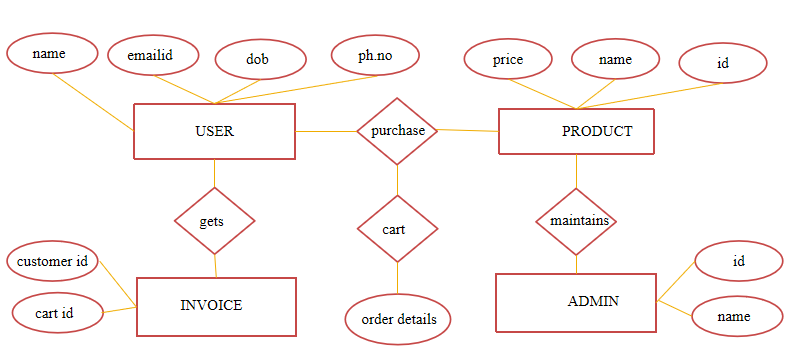 name
emailid
dob
ph.no
price
name
id
USER
purchase
PRODUCT
gets
cart
maintains
customer id
cart id
INVOICE
order details
ADMIN
id
name